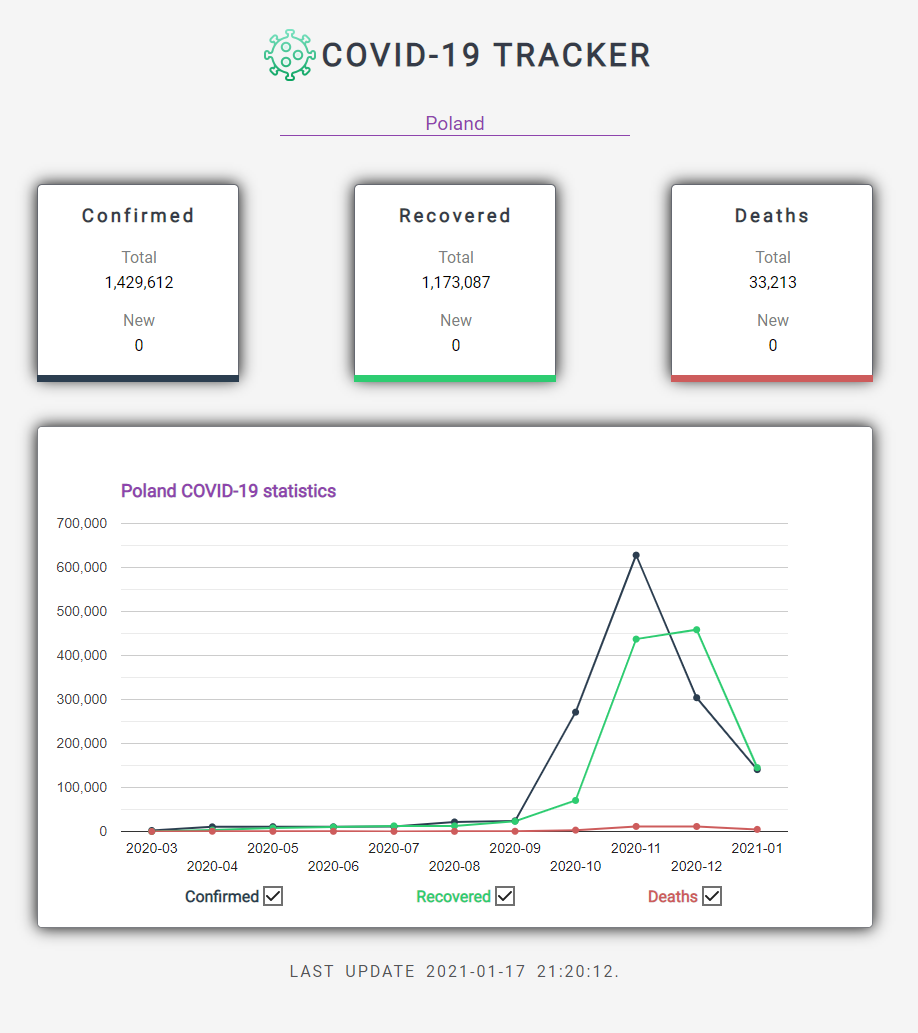 COVID-19 TRACKER
Poland
Confirmed
Total
1,429,612
New
0
Recovered
Total
1,173,087
New
0
Deaths
Total
33,213
New
0
Poland COVID-19 statistics
700,000
600,000
500,000
400,000
300,000
200,000
100,000
0
2020-03 2020-05 2020-07 2020-09 2020-11 2021-01
2020-04 2020-06 2020-08 2020-10 2020-12
Confirmed Recovered Deaths
LAST UPDATE 2021-01-17 21:20:12.